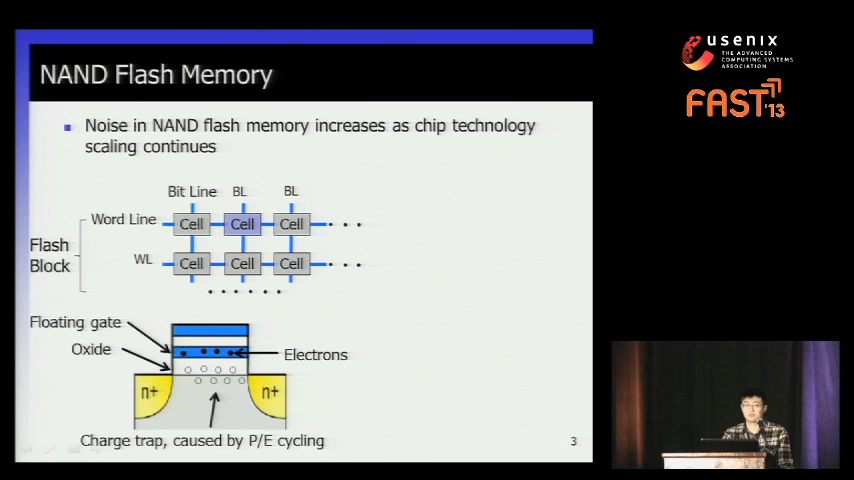 NAND Flash Memory
Noise in NAND flash memory increases as chip technology
scaling continues
Bit Line BL BL
Word Line Cell Cell Cell
Flash
Block
WL Cell Cell Cell
Floating gate
Oxide
Electrons
n+ n+
Charge trap, caused by P/E cycling
3
usenix
THE ADVANCED
COMPUTING SYSTEMS
ASSOCIATION
FAST '13